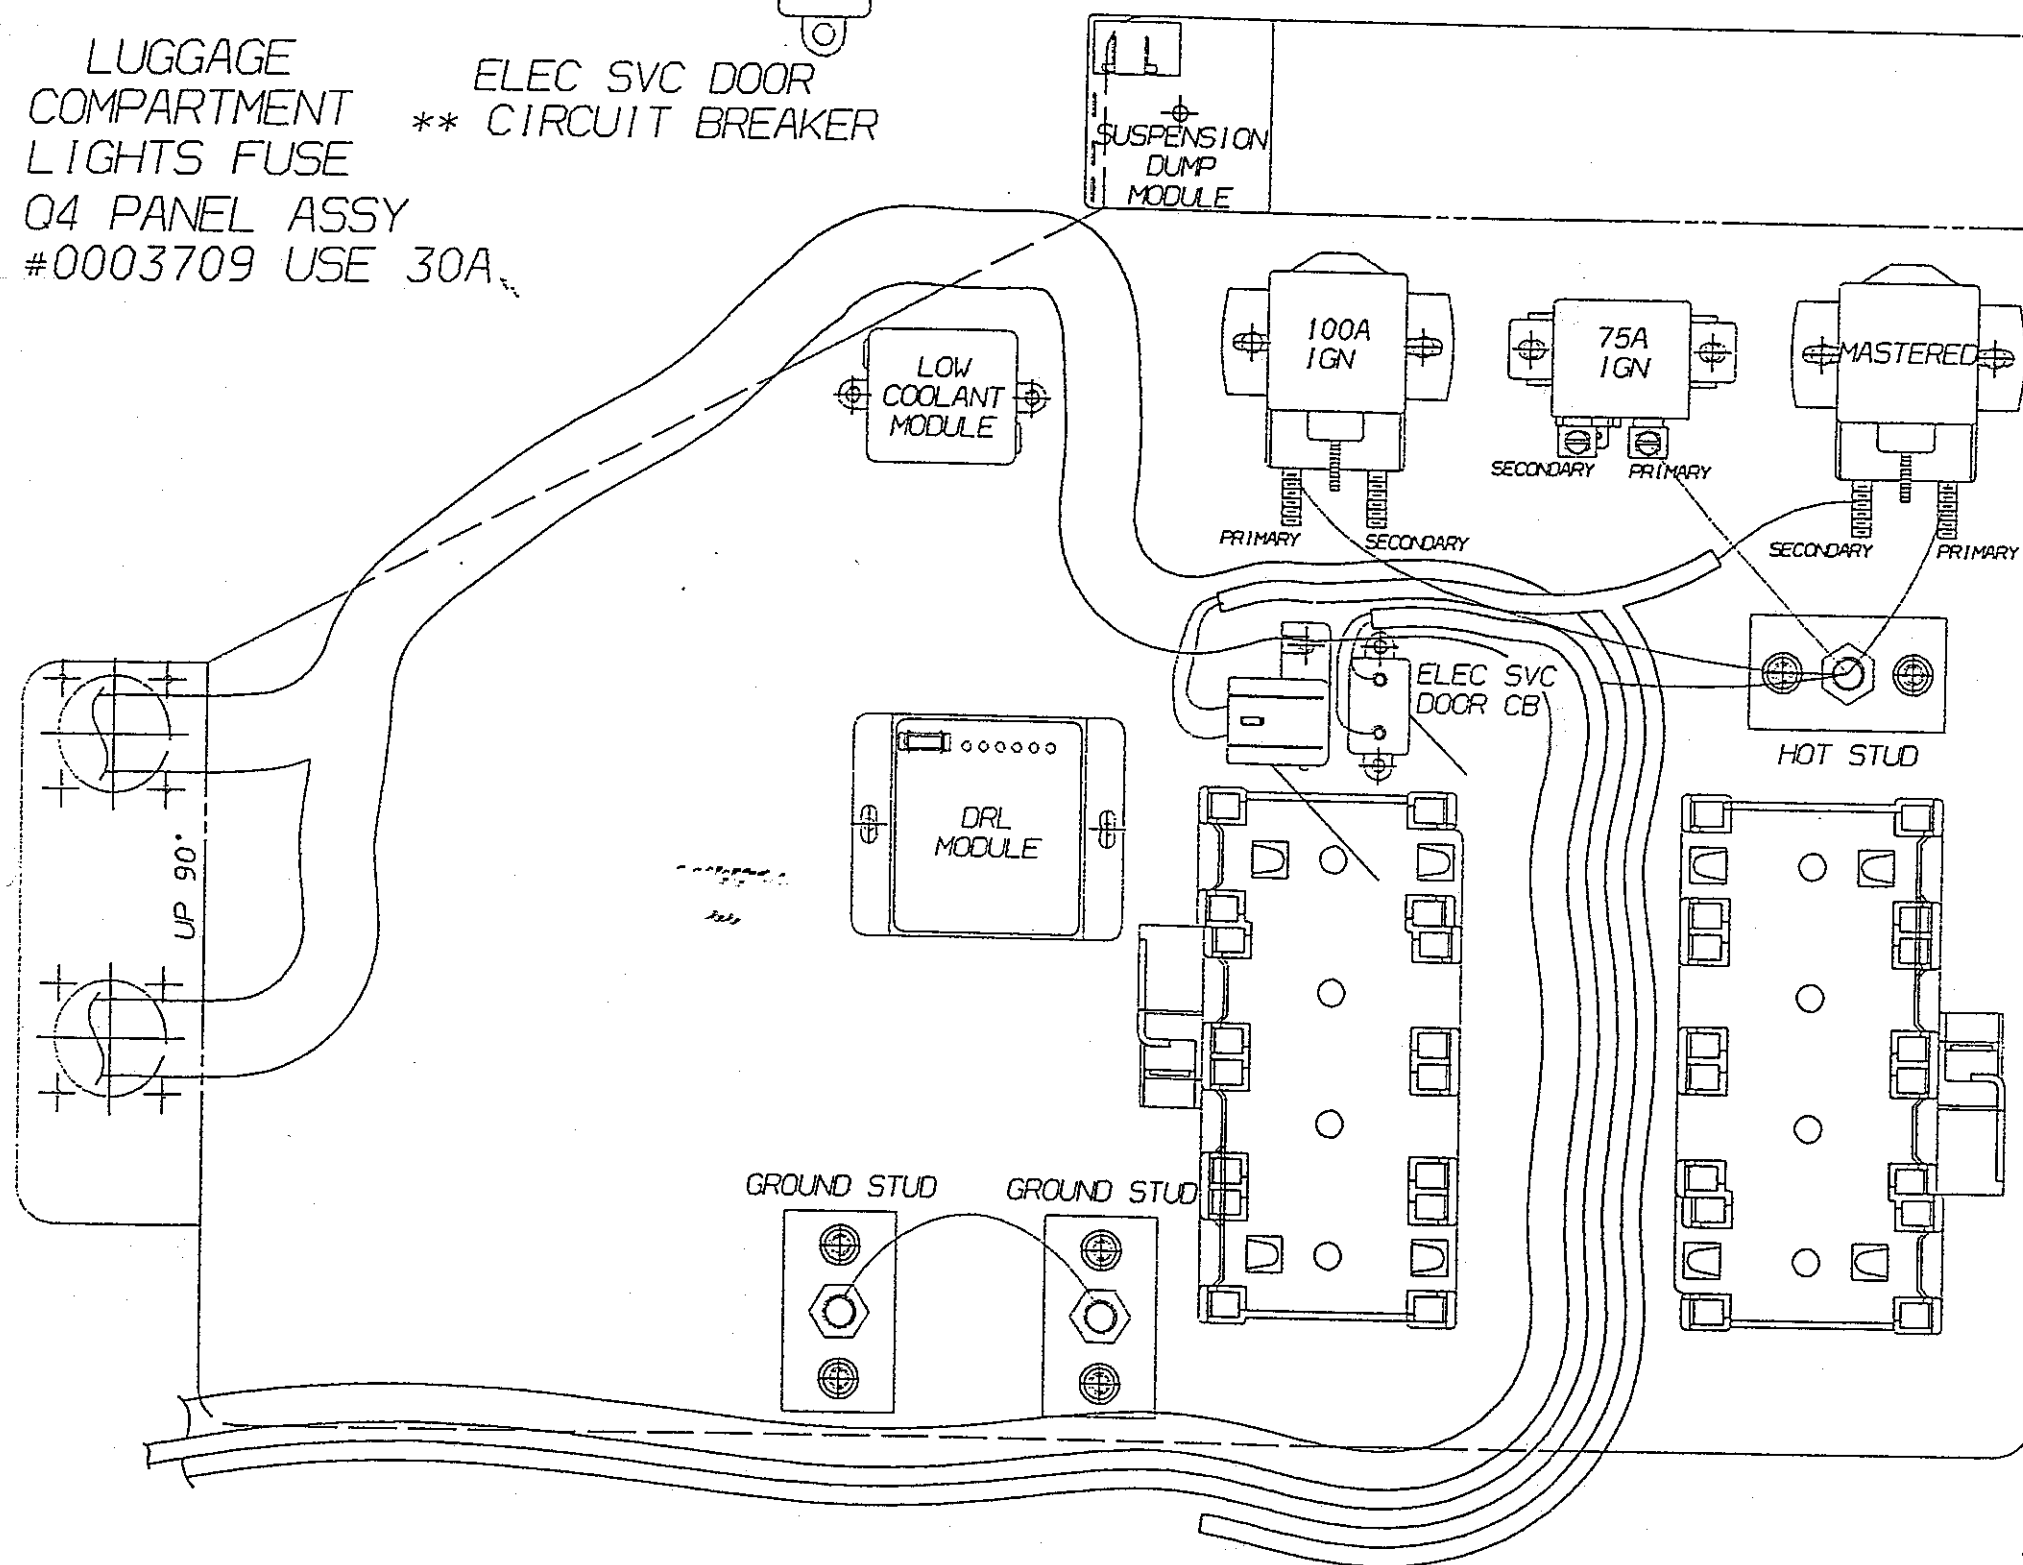 LUGGAGE
COMPARTMENT
LIGHTS FUSE
Q4 PANEL ASSY
#0003709 USE 30A
ELEC SVC DOOR
** CIRCUIT BREAKER
SUSPENSION
DUMP
MODULE
LOW
COOLANT
MODULE
100A
IGN
PRIMARY
SECONDARY
75A
IGN
SECONDARY
PRIMARY
MASTERED
SECONDARY
PRIMARY
ELEC SVC
DOOR CB
HOT STUD
DRL
MODULE
UP 90°
GROUND STUD
GROUND STUD